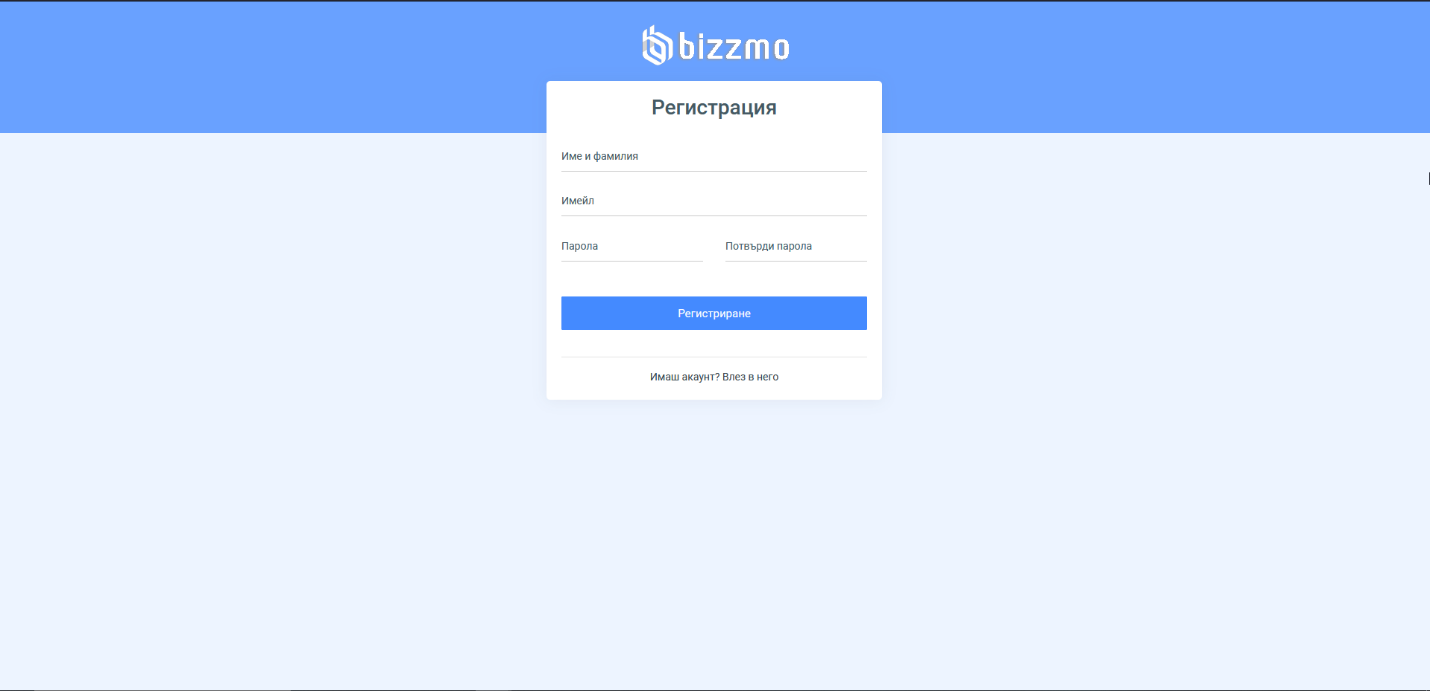 bizzmo
Регистрация
Име и фамилия
Имейл
Парола
Потвърди парола
Регистриране
Имаш акаунт? Влез в него